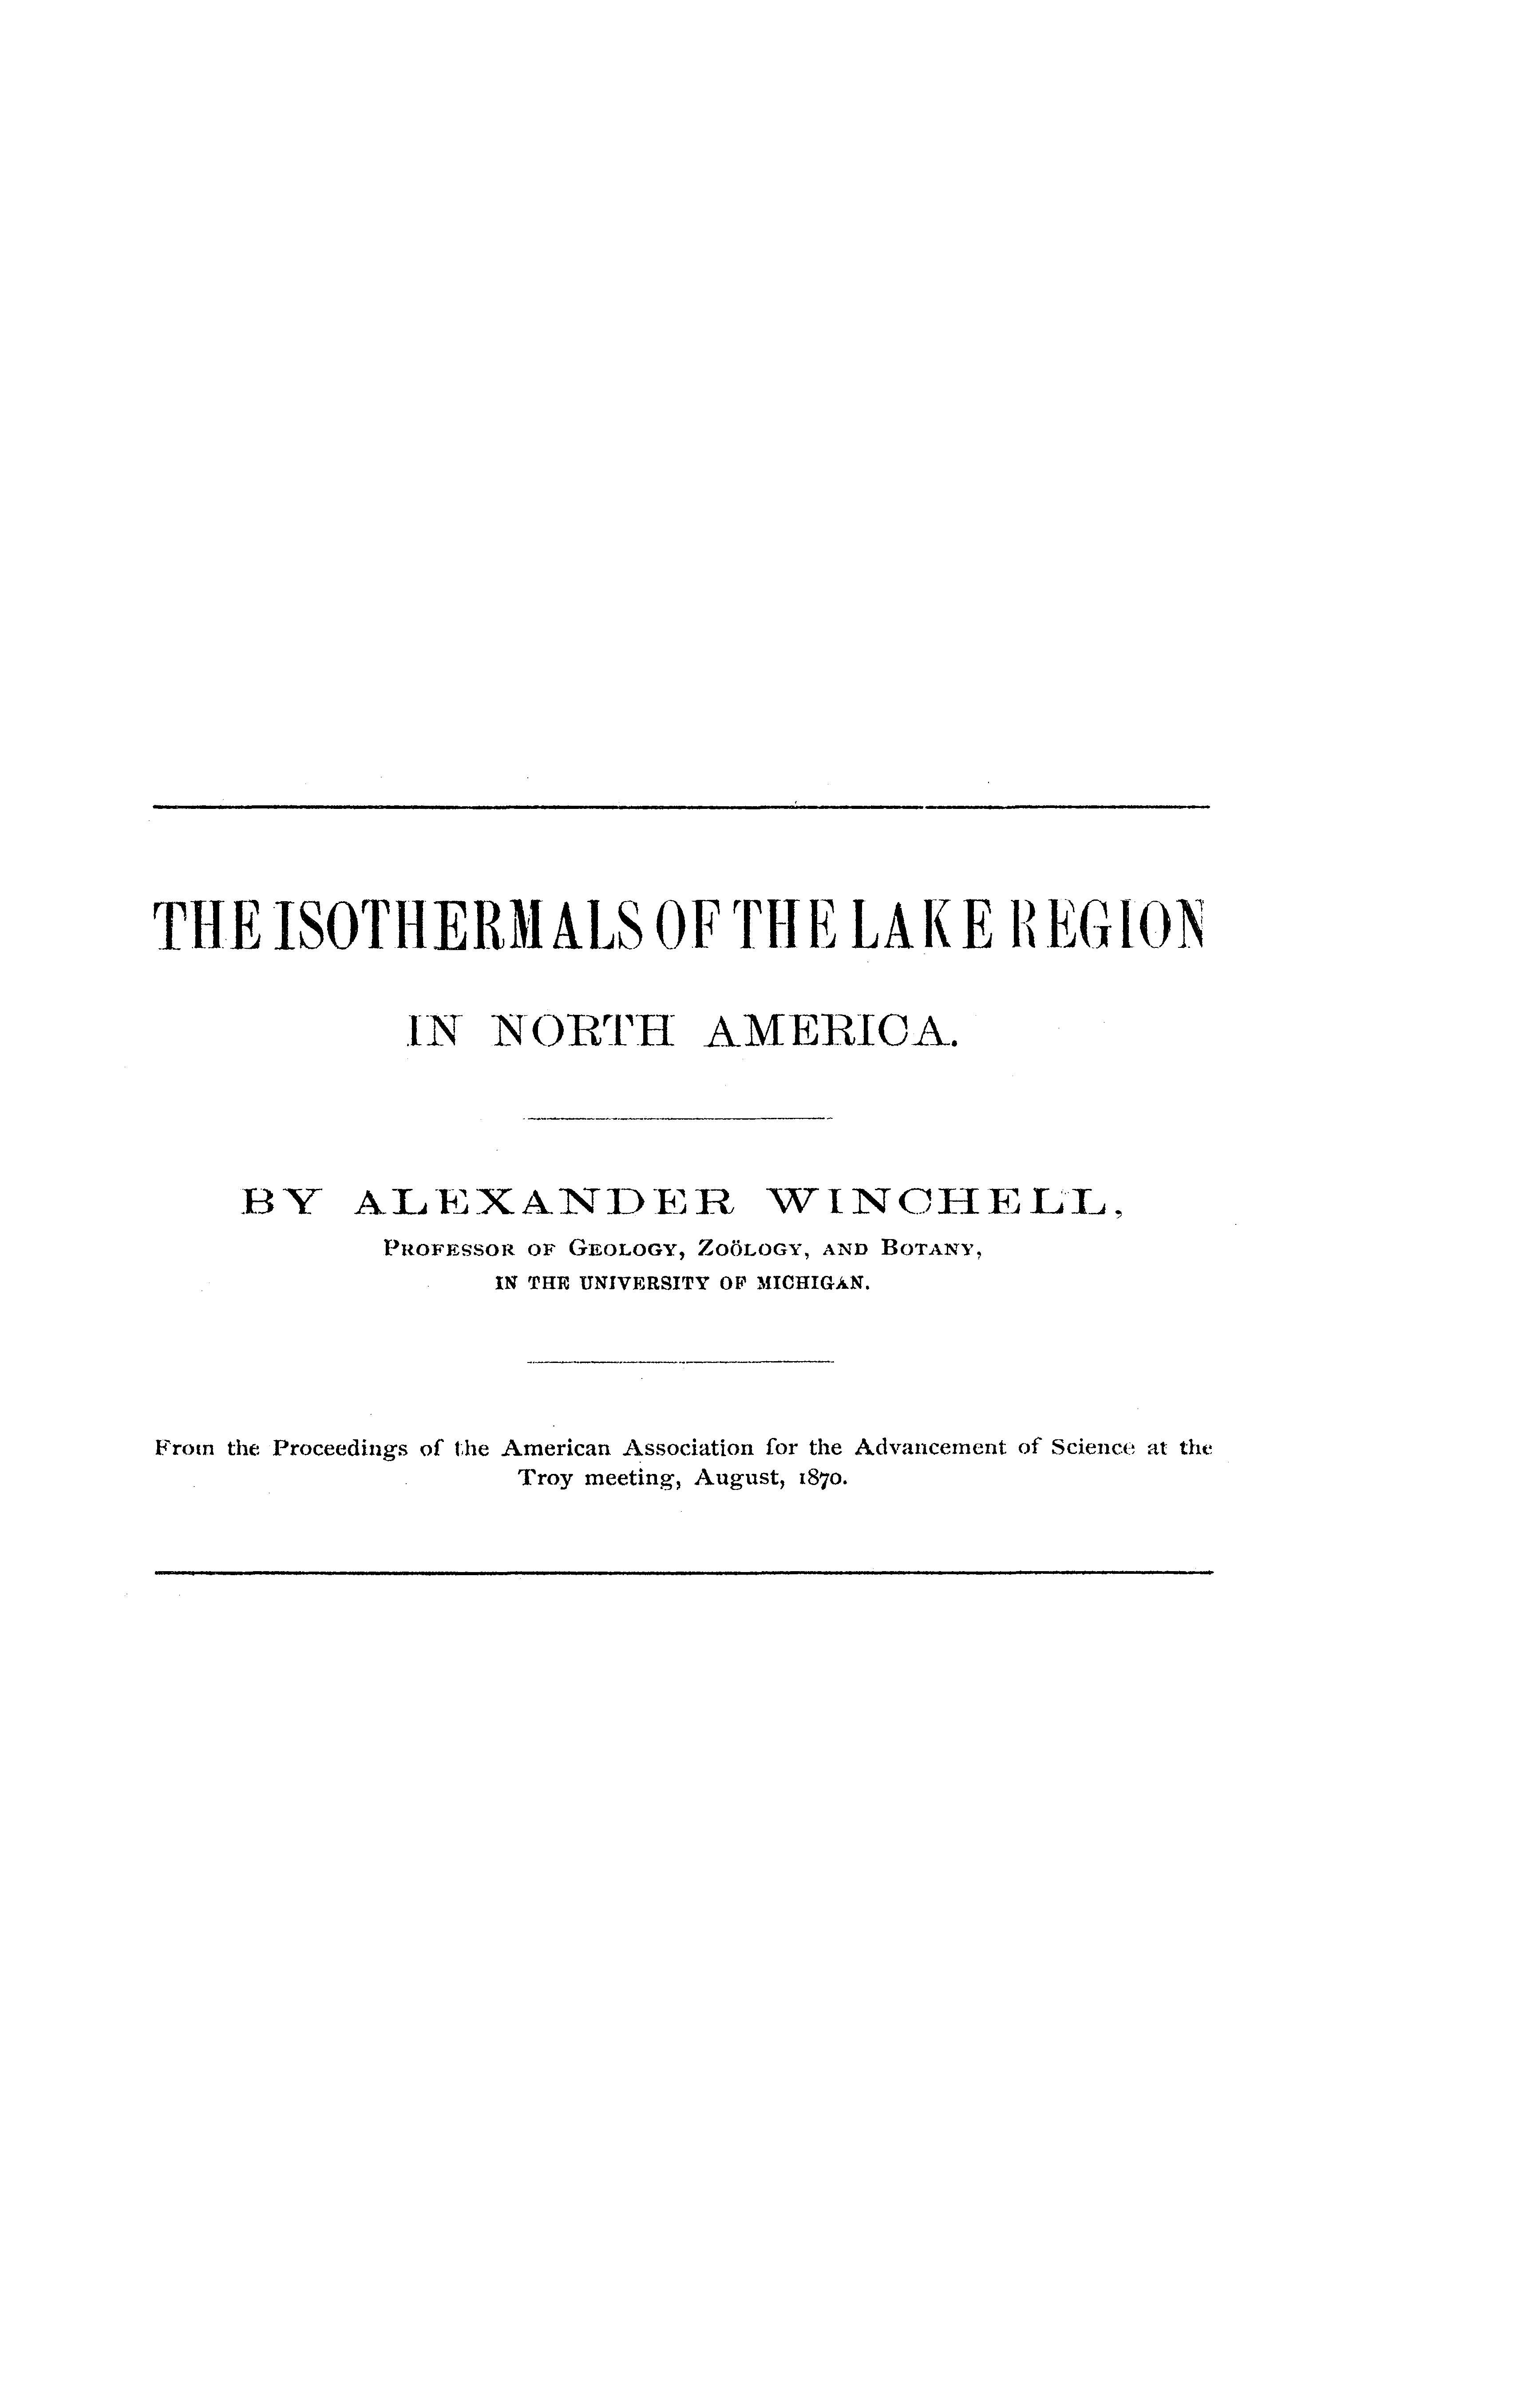 THE ISOTHERMALS OF THE LAKE REGION
IN NORTH AMERICA.
BY ALEXANDER WINCHELL,
PROFESSOR OF GEOLOGY, ZOÖLOGY, AND BOTANY,
IN THE UNIVERSITY OF MICHIGAN.
From the Proceedings of the American Association for the Advancement of Science at the
Troy meeting, August, 1870.